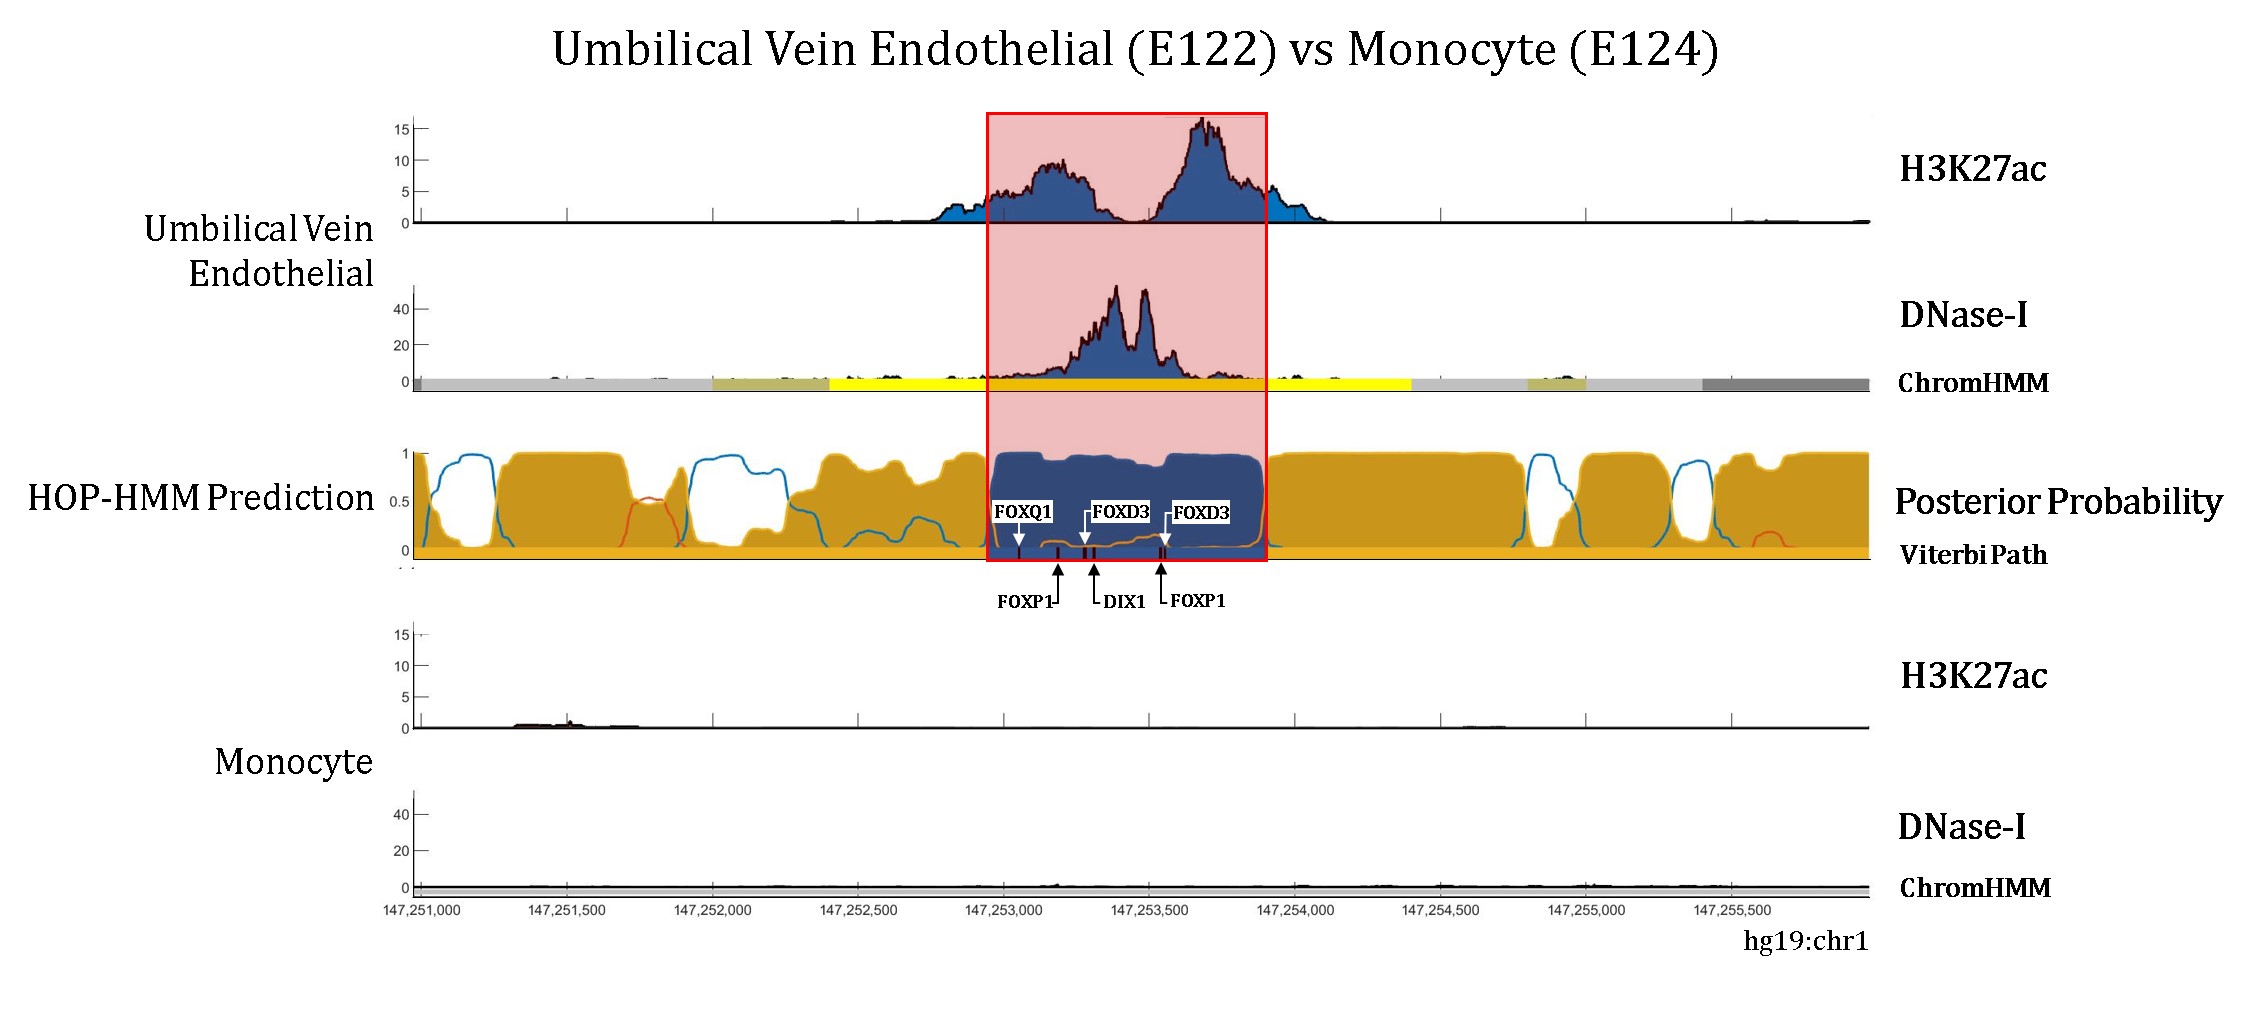 Umbilical Vein Endothelial (E122) vs Monocyte (E124)
15
10
5
0
H3K27ac
Umbilical Vein
Endothelial
40
20
0
DNase-I
ChromHMM
HOP-HMM Prediction
1
0.5
0
Posterior Probability
Viterbi Path
FOXQ1
FOXD3
FOXD3
FOXP1
DIX1
FOXP1
15
10
5
0
H3K27ac
Monocyte
40
20
0
DNase-I
ChromHMM
147,251,000 147,251,500 147,252,000 147,252,500 147,253,000 147,253,500 147,254,000 147,254,500 147,255,000 147,255,500
hg19:chr1